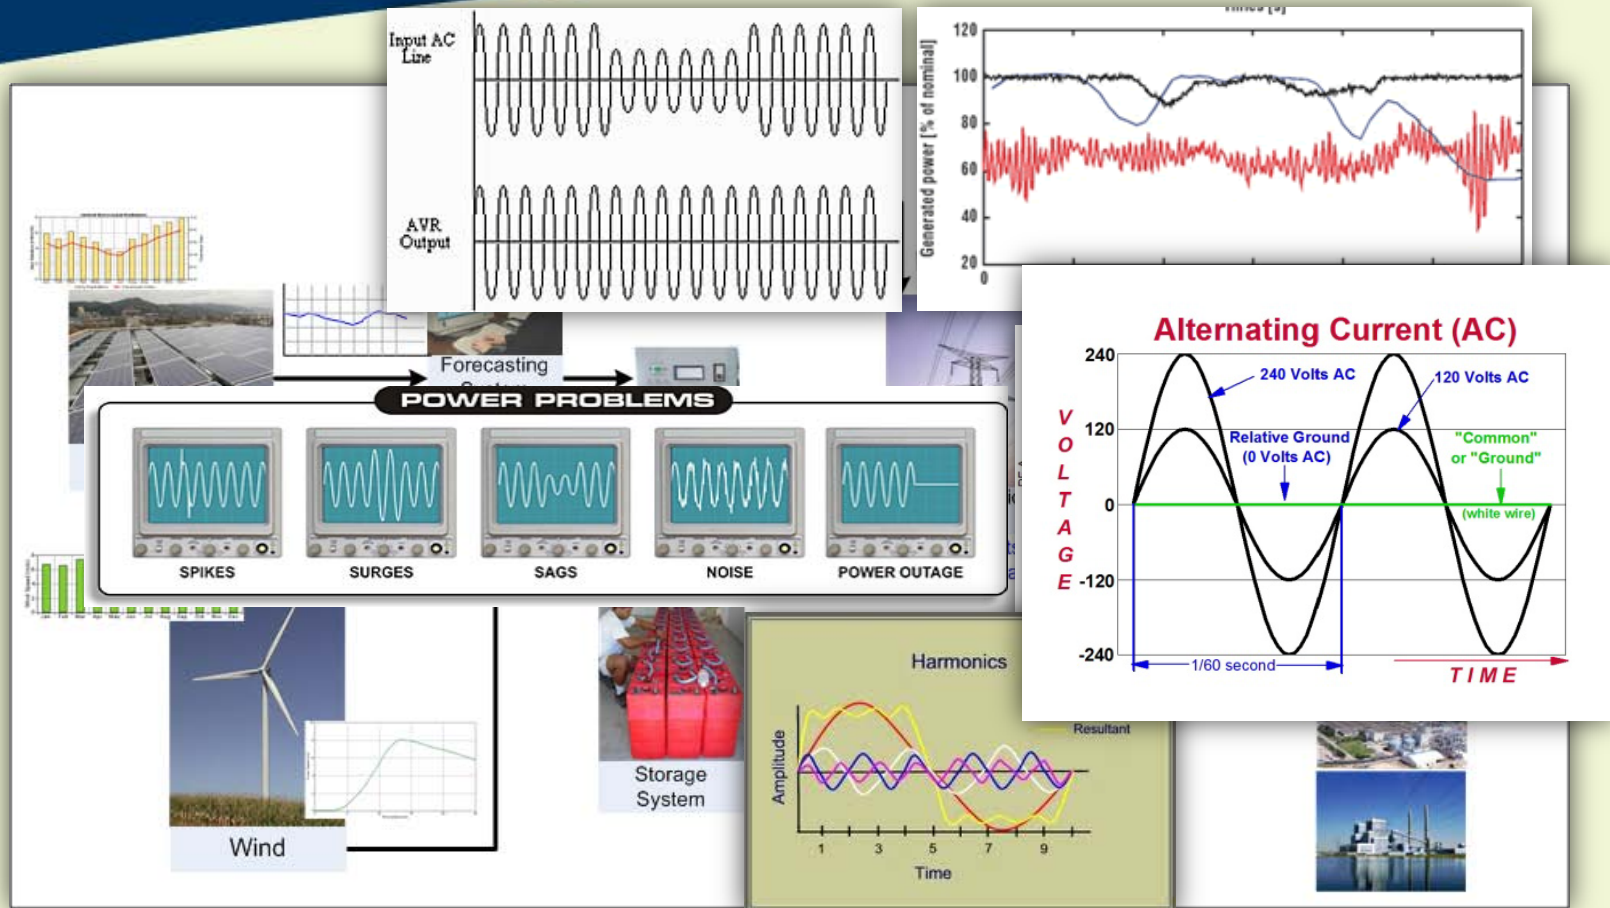 Input AC
Line
AVR
Output
Generated power [% of nominal]
120
100
80
60
40
20
0
Forecasting
POWER PROBLEMS
SPIKES
SURGES
SAGS
NOISE
POWER OUTAGE
Alternating Current (AC)
VOLTAGE
240
120
0
-120
-240
240 Volts AC
120 Volts AC
Relative Ground
(0 Volts AC)
"Common"
or "Ground"
(white wire)
1/60 second
TIME
Wind
Storage
System
Harmonics
Resultant
Amplitude
1 3 5 7 9
Time